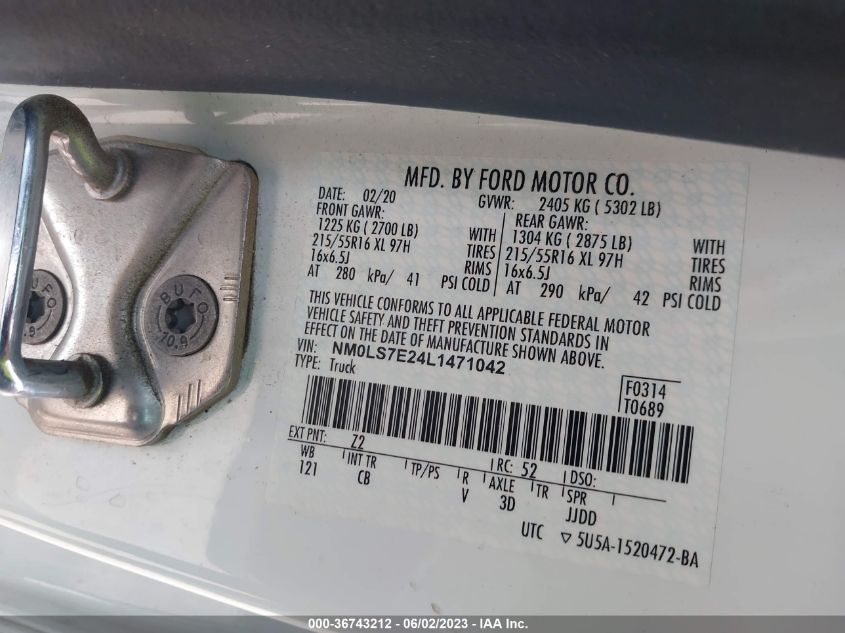 MFD. BY FORD MOTOR CO.
DATE: 02/20 GVWR: 2405 KG ( 5302 LB)
FRONT GAWR: REAR GAWR:
1225 KG ( 2700 LB) WITH 1304 KG ( 2875 LB) WITH
215/55R16 XL 97H TIRES 215/55R16 XL 97H TIRES
16x6.5J RIMS 16x6.5J RIMS
AT 280 kPa/ 41 PSI COLD AT 290 kPa/ 42 PSI COLD
THIS VEHICLE CONFORMS TO ALL APPLICABLE FEDERAL MOTOR
VEHICLE SAFETY AND THEFT PREVENTION STANDARDS IN
EFFECT ON THE DATE OF MANUFACTURE SHOWN ABOVE.
VIN: NM0LS7E24L1471042
TYPE: Truck
F0314
T0689
EXT PNT: Z2 RC: 52 DSO:
WB INT TR TP/PS R AXLE TR SPR
121 CB V 3D JJDD
UTC ▽ 5U5A-1520472-BA
BUFO
10.9
BUFO
10.9
000-36743212 - 06/02/2023 - IAA Inc.